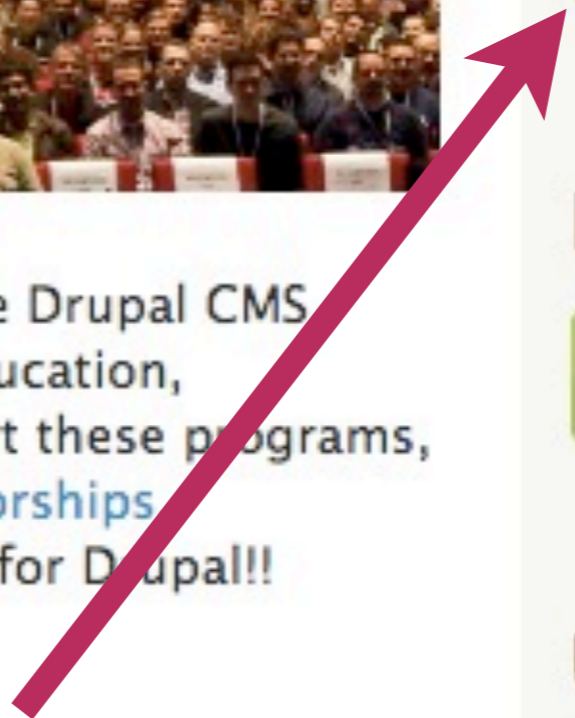 e Drupal CMS
ucation,
t these programs,
orships
for Drupal!!